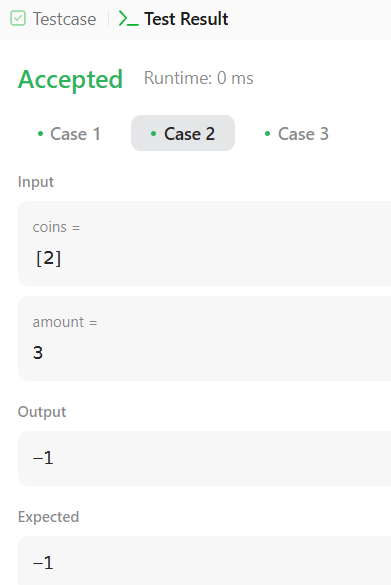 Testcase
Test Result
Accepted Runtime: 0 ms
• Case 1 • Case 2 • Case 3
Input
coins =
[2]
amount =
3
Output
-1
Expected
-1